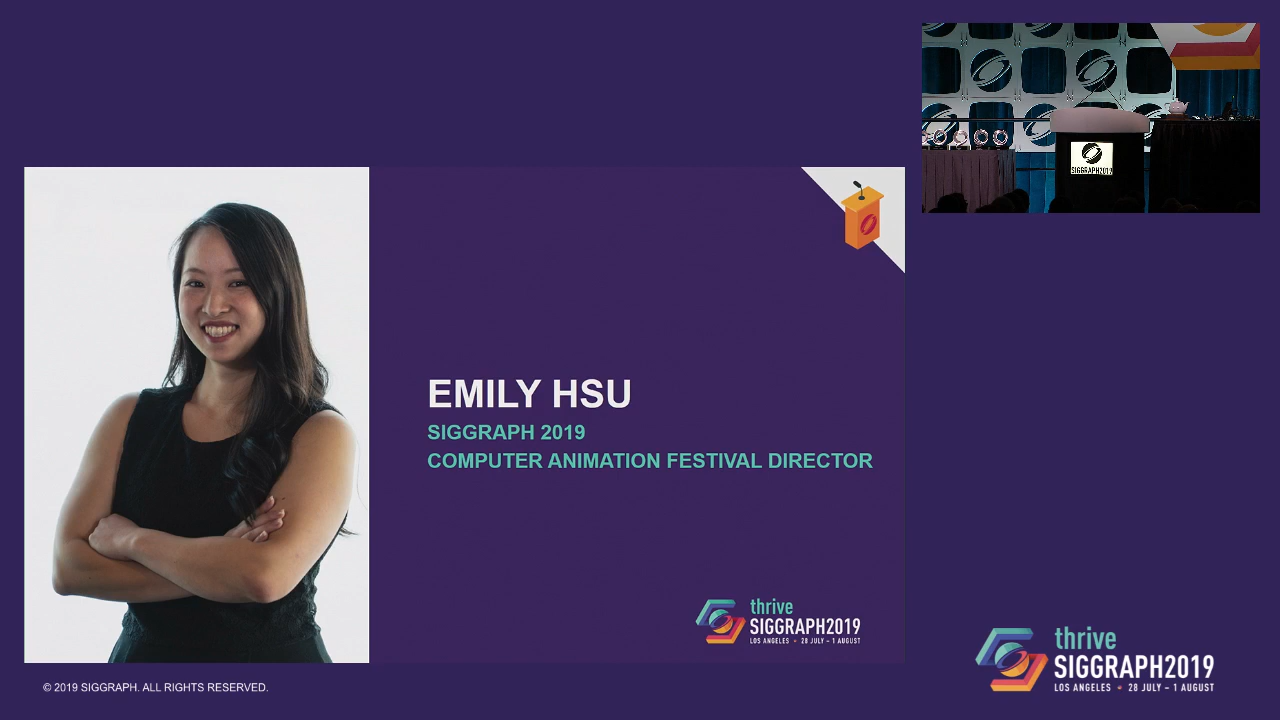 SIGGRAPH2019
EMILY HSU
SIGGRAPH 2019
COMPUTER ANIMATION FESTIVAL DIRECTOR
thrive
SIGGRAPH2019
LOS ANGELES • 28 JULY – 1 AUGUST
© 2019 SIGGRAPH. ALL RIGHTS RESERVED.
thrive
SIGGRAPH2019
LOS ANGELES • 28 JULY – 1 AUGUST